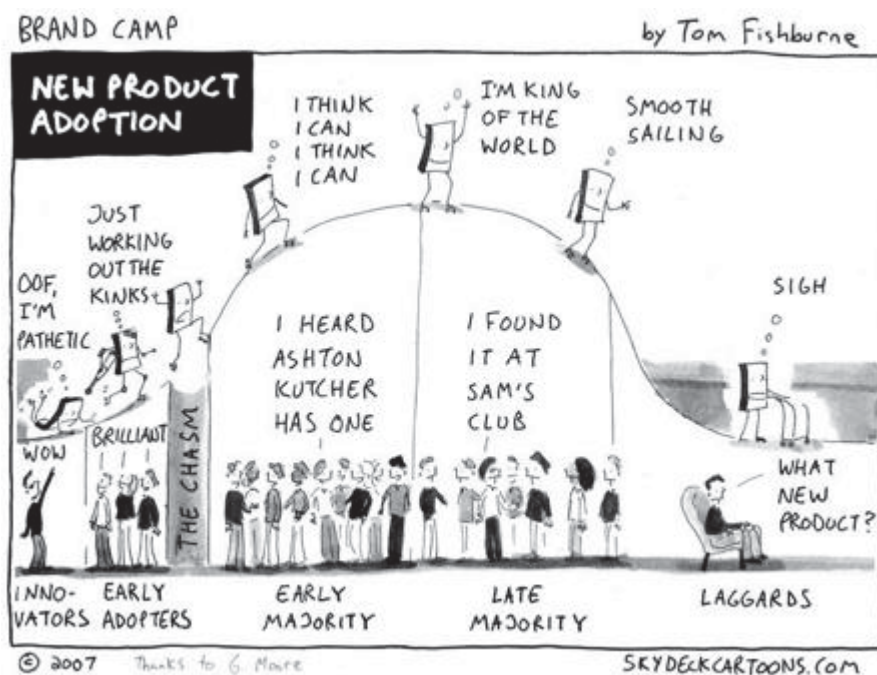 BRAND CAMP
by Tom Fishburne
NEW PRODUCT
ADOPTION
OOF,
I'M
PATHETIC
JUST
WORKING
OUT THE
KINKS
I THINK
I CAN
I THINK
I CAN
I'M KING
OF THE
WORLD
SMOOTH
SAILING
SIGH
WOW
BRILLIANT
THE CHASM
I HEARD
ASHTON
KUTCHER
HAS ONE
I FOUND
IT AT
SAM'S
CLUB
WHAT
NEW
PRODUCT?
INNO-
VATORS
EARLY
ADOPTERS
EARLY
MAJORITY
LATE
MAJORITY
LAGGARDS
© 2007
Thanks to G. Moore
SKYDECKCARTOONS.COM